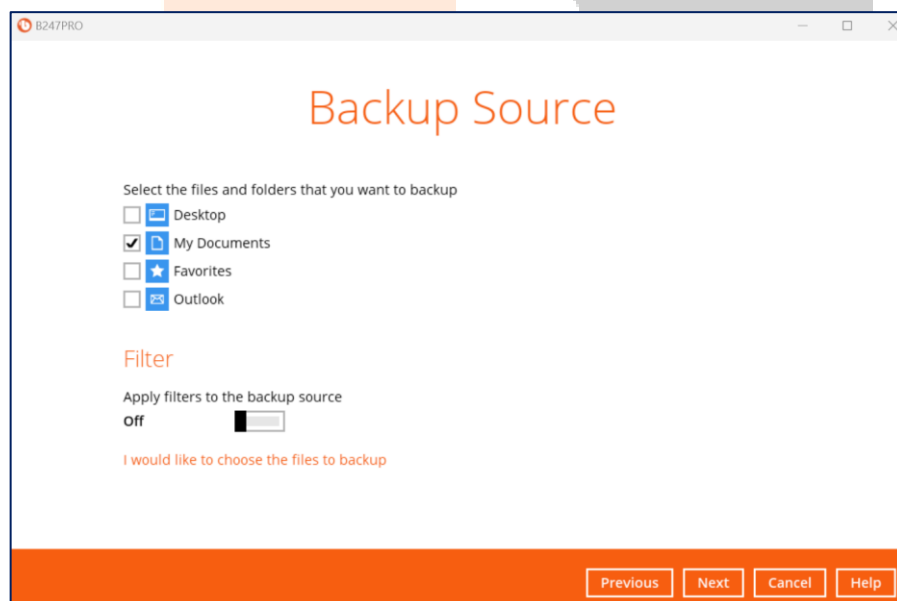 B247PRO
Backup Source
Select the files and folders that you want to backup
Desktop
My Documents
Favorites
Outlook
Filter
Apply filters to the backup source
Off
I would like to choose the files to backup
Previous Next Cancel Help